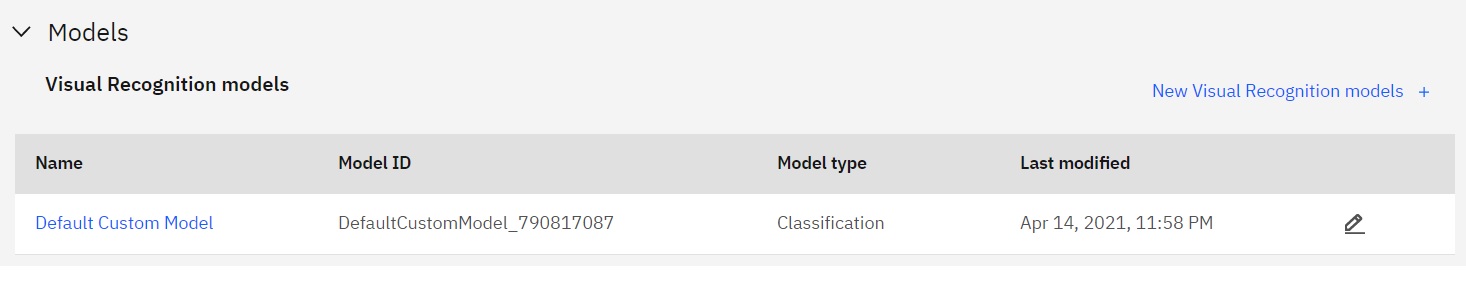 Models
Visual Recognition models
New Visual Recognition models +
Name Model ID Model type Last modified
Default Custom Model DefaultCustomModel_790817087 Classification Apr 14, 2021, 11:58 PM